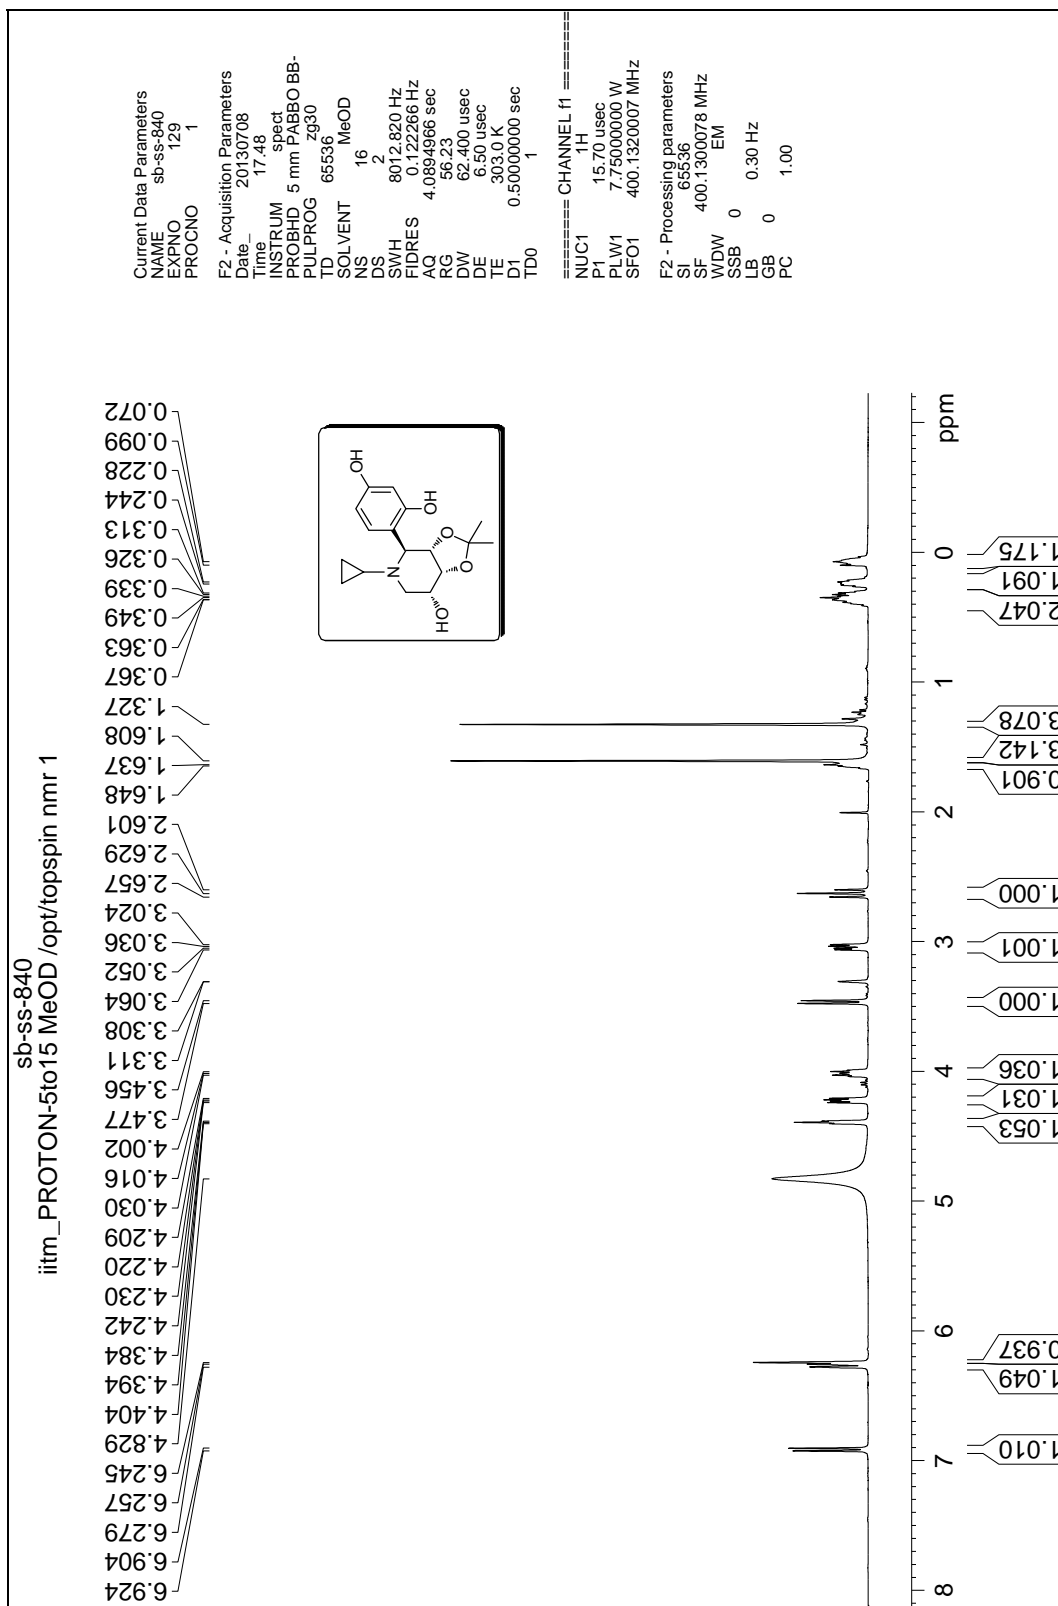 sb-ss-840
iitm_PROTON-5to15 MeOD /opt/topspin nmr 1
6.924
6.904
6.279
6.257
6.245
4.829
4.404
4.394
4.384
4.242
4.230
4.220
4.209
4.030
4.016
4.002
3.477
3.456
3.311
3.308
3.064
3.052
3.036
3.024
2.657
2.629
2.601
1.648
1.637
1.608
1.327
0.367
0.363
0.349
0.339
0.326
0.313
0.244
0.228
0.099
0.072
Current Data Parameters
NAME sb-ss-840
EXPNO 129
PROCNO 1
F2 - Acquisition Parameters
Date_ 20130708
Time 17.48
INSTRUM spect
PROBHD 5 mm PABBO BB-
PULPROG zg30
TD 65536
SOLVENT MeOD
NS 16
DS 2
SWH 8012.820 Hz
FIDRES 0.122266 Hz
AQ 4.0894966 sec
RG 56.23
DW 62.400 usec
DE 6.50 usec
TE 303.0 K
D1 0.50000000 sec
TD0 1
======== CHANNEL f1 ========
NUC1 1H
P1 15.70 usec
PLW1 7.75000000 W
SFO1 400.1320007 MHz
F2 - Processing parameters
SI 65536
SF 400.1300078 MHz
WDW EM
SSB 0
LB 0.30 Hz
GB 0
PC 1.00
OH
OH
N
O
O
HO
8 7 6 5 4 3 2 1 0 ppm
1.010
1.049
0.937
1.053
1.031
1.036
1.000
1.001
1.000
0.901
3.142
3.078
2.047
1.091
1.175